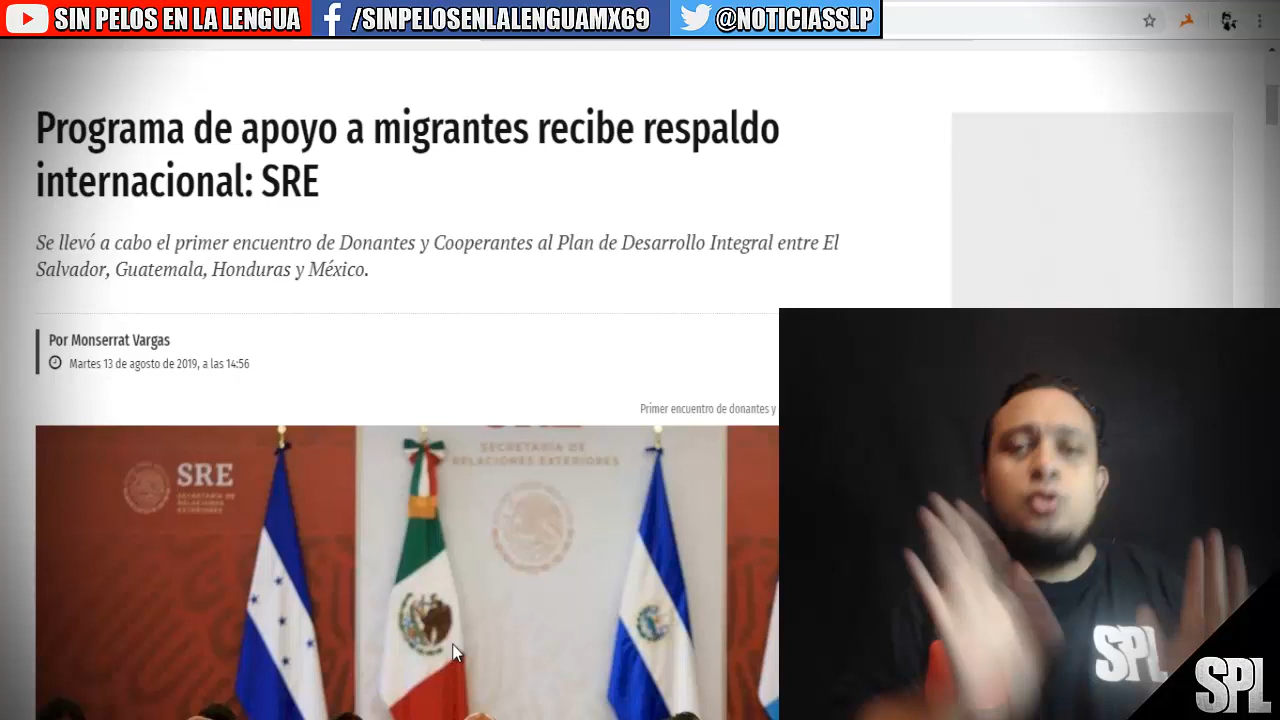 SIN PELOS EN LA LENGUA
/SINPELOSENLALENGUAMX69
@NOTICIASSLP
Programa de apoyo a migrantes recibe respaldo
internacional: SRE
Se llevó a cabo el primer encuentro de Donantes y Cooperantes al Plan de Desarrollo Integral entre El
Salvador, Guatemala, Honduras y México.
Por Monserrat Vargas
Martes 13 de agosto de 2019, a las 14:56
Primer encuentro de donantes y
SRE
SECRETARÍA DE
RELACIONES EXTERIORES
SRE
SECRETARÍA DE
RELACIONES
EXTERIORES
SPL
SPL